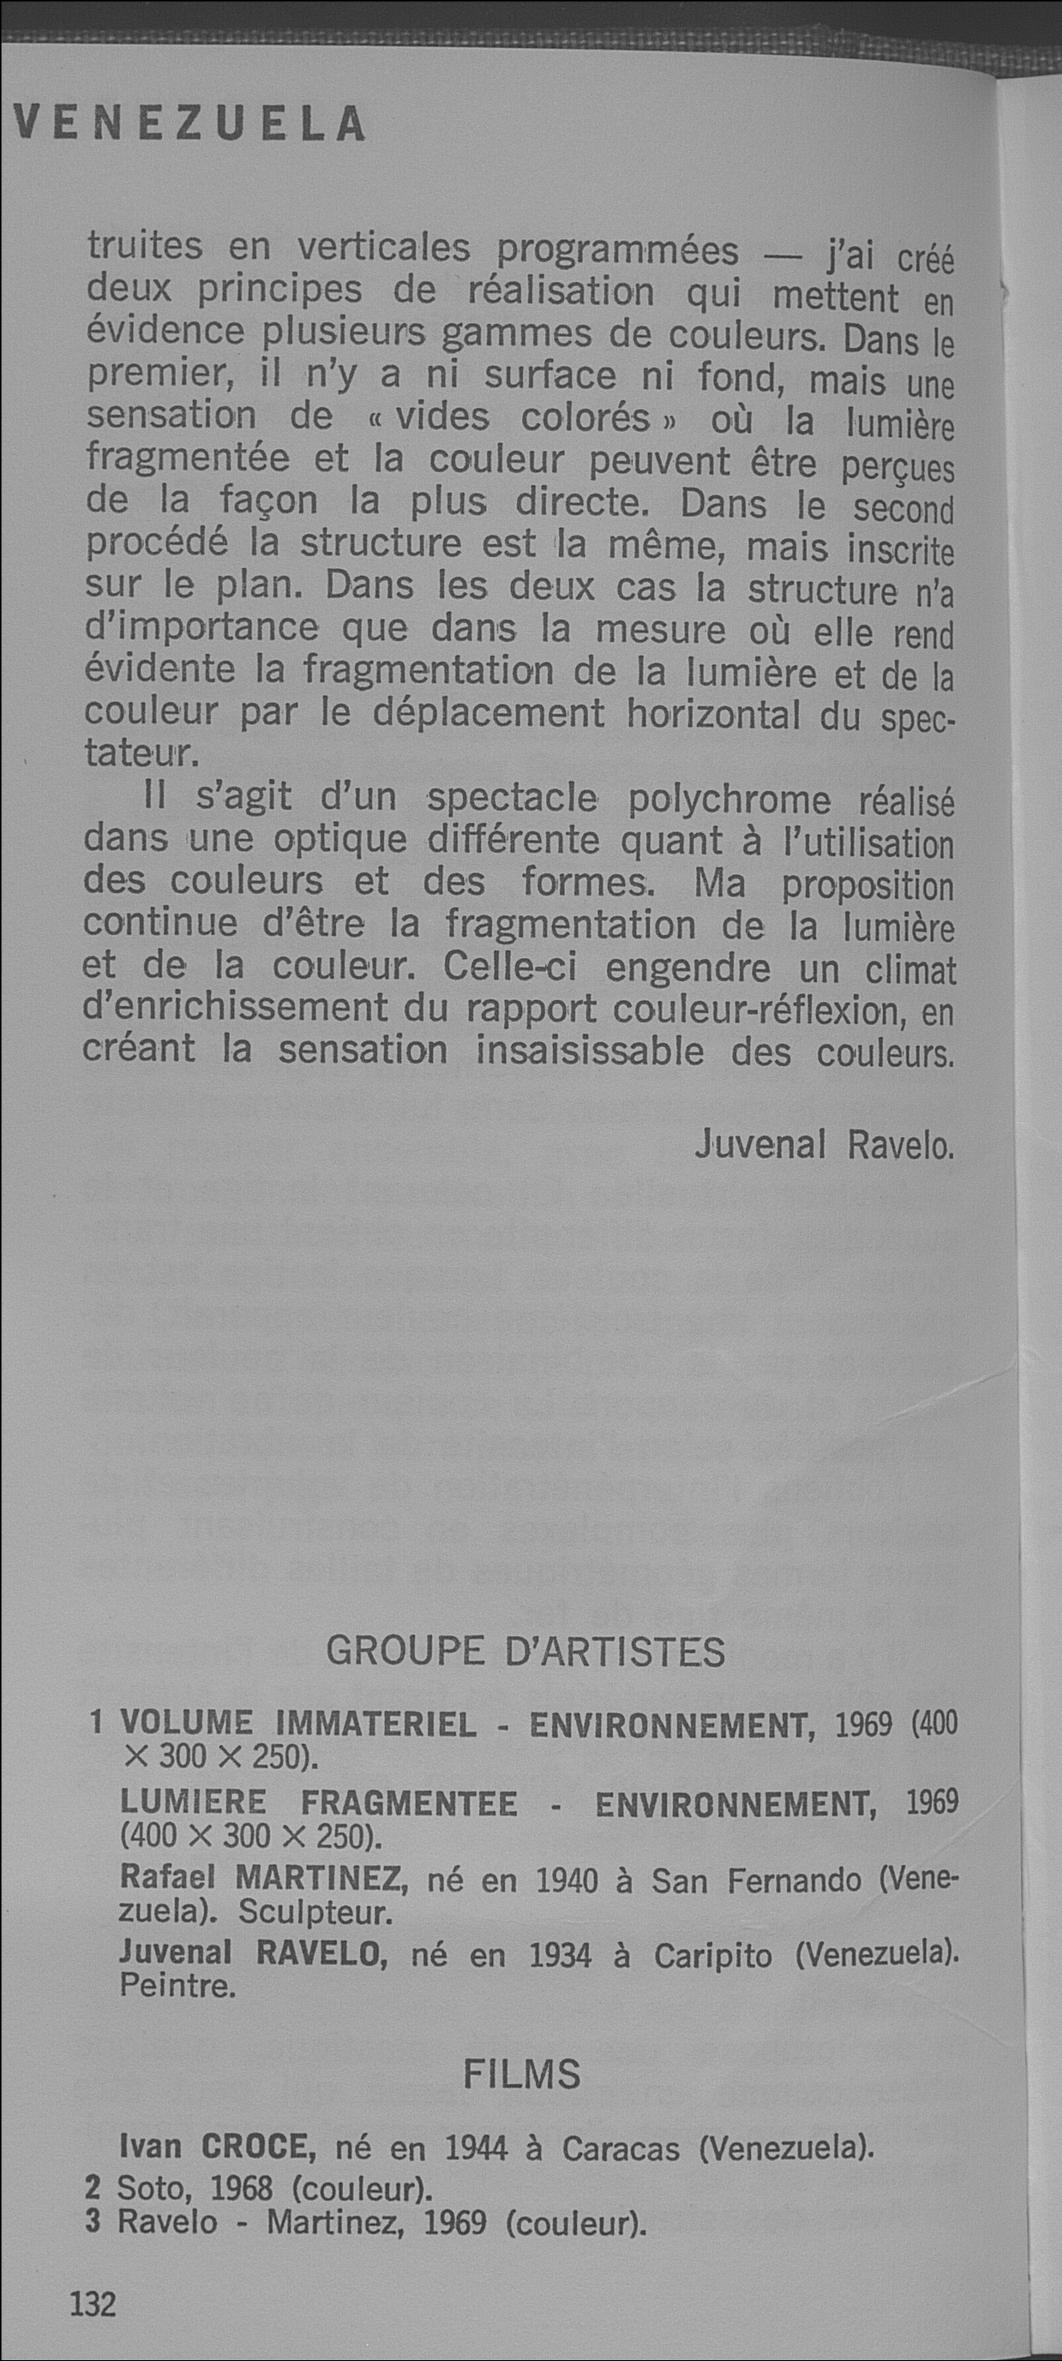 VENEZUELA
truites en verticales programmées — j'ai créé
deux principes de réalisation qui mettent en
évidence plusieurs gammes de couleurs. Dans le
premier, il n'y a ni surface ni fond, mais une
sensation de « vides colorés » où la lumière
fragmentée et la couleur peuvent être perçues
de la façon la plus directe. Dans le second
procédé la structure est la même, mais inscrite
sur le plan. Dans les deux cas la structure n'a
d'importance que dans la mesure où elle rend
évidente la fragmentation de la lumière et de la
couleur par le déplacement horizontal du spec-
tateur.
Il s'agit d'un spectacle polychrome réalisé
dans une optique différente quant à l'utilisation
des couleurs et des formes. Ma proposition
continue d'être la fragmentation de la lumière
et de la couleur. Celle-ci engendre un climat
d'enrichissement du rapport couleur-réflexion, en
créant la sensation insaisissable des couleurs.
Juvenal Ravelo.
GROUPE D'ARTISTES
1 VOLUME IMMATERIEL - ENVIRONNEMENT, 1969 (400
× 300 × 250).
LUMIERE FRAGMENTEE - ENVIRONNEMENT, 1969
(400 × 300 × 250).
Rafael MARTINEZ, né en 1940 à San Fernando (Vene-
zuela). Sculpteur.
Juvenal RAVELO, né en 1934 à Caripito (Venezuela).
Peintre.
FILMS
Ivan CROCE, né en 1944 à Caracas (Venezuela).
2 Soto, 1968 (couleur).
3 Ravelo - Martinez, 1969 (couleur).
132